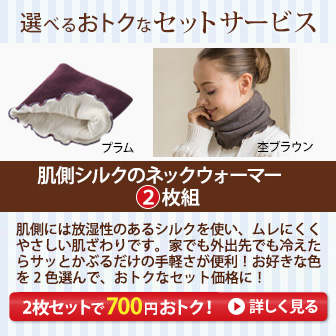 選べるおトクなセットサービス
プラム
杢ブラウン
肌側シルクのネックウォーマー
②枚組
肌側には放湿性のあるシルクを使い、ムレにくく
やさしい肌ざわりです。家でも外出先でも冷えた
らサッとかぶるだけの手軽さが便利!お好きな色
を2色選んで、おトクなセット価格に!
2枚セットで700円おトク!
詳しく見る